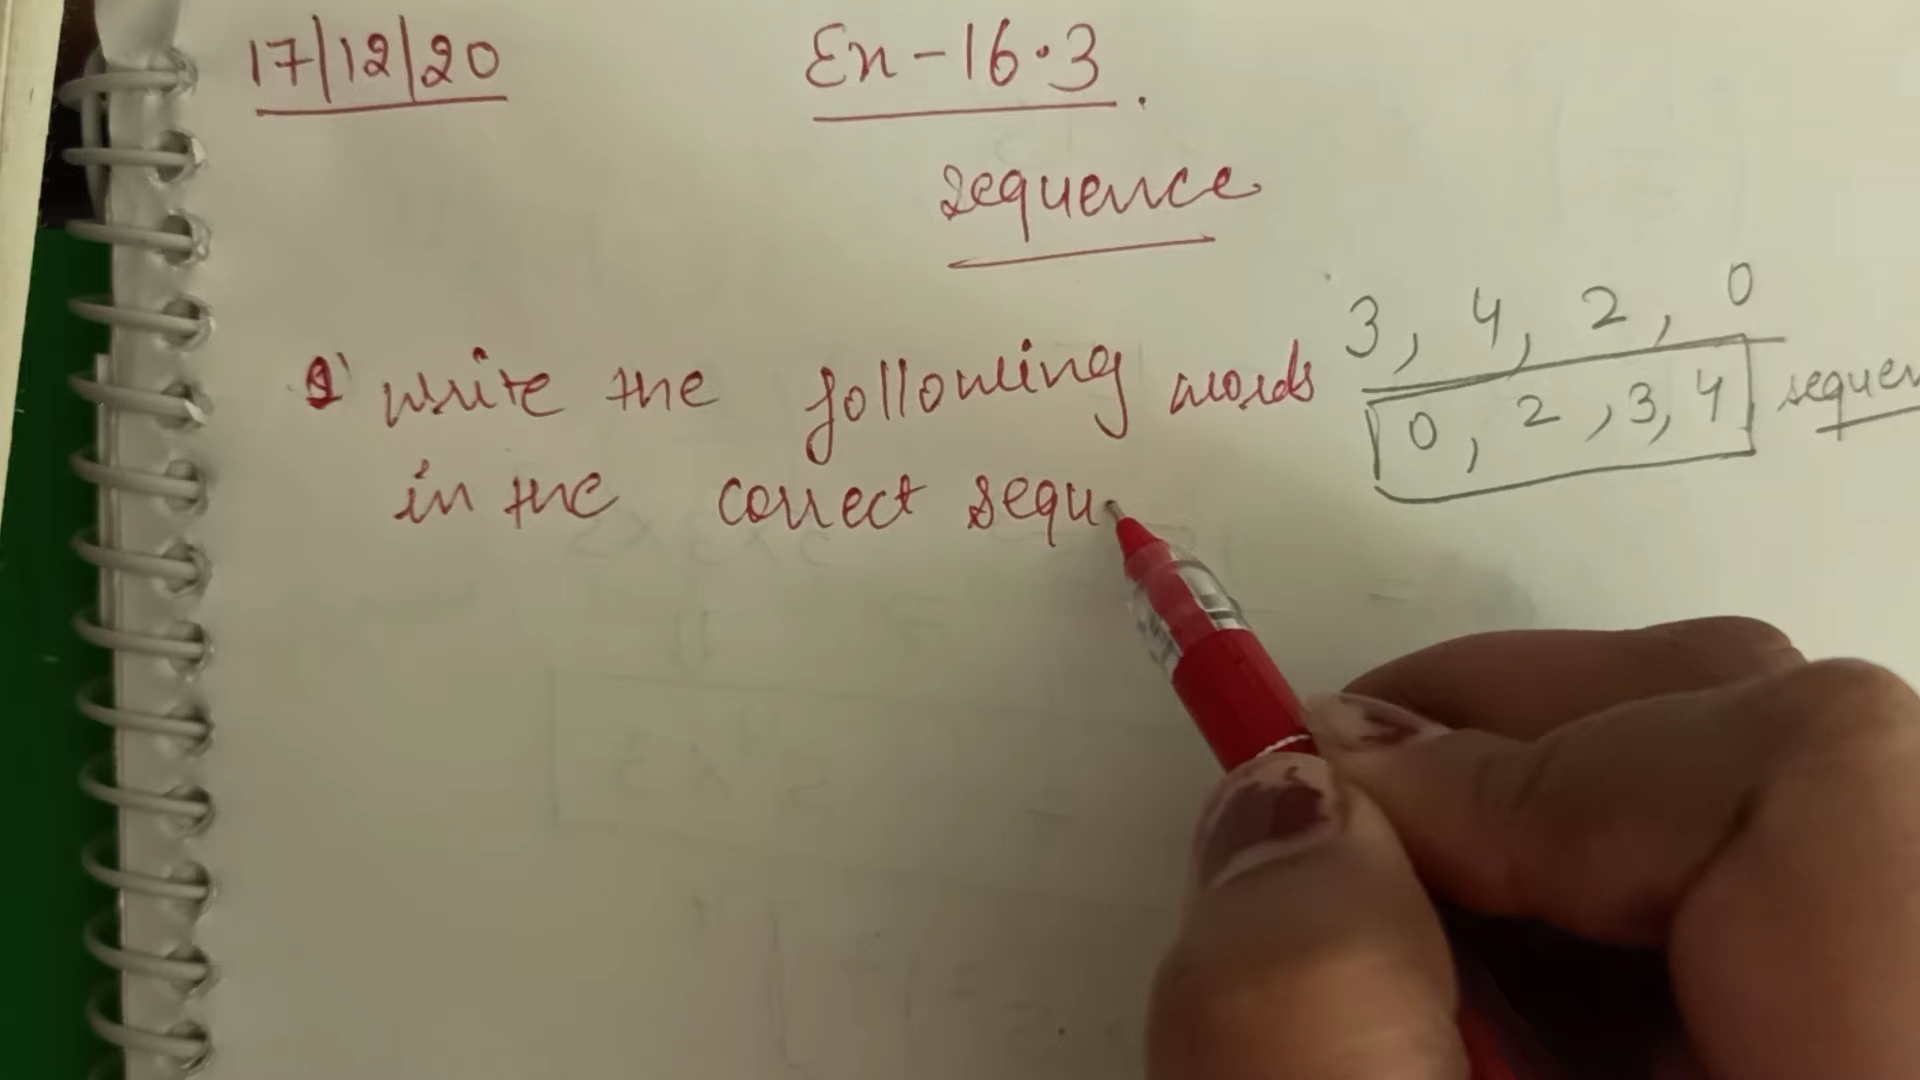 17/12/20
Ex-16.3.
sequence
3, 4, 2, 0
Q write the following words
0, 2, 3, 4 sequen
in the correct sequ